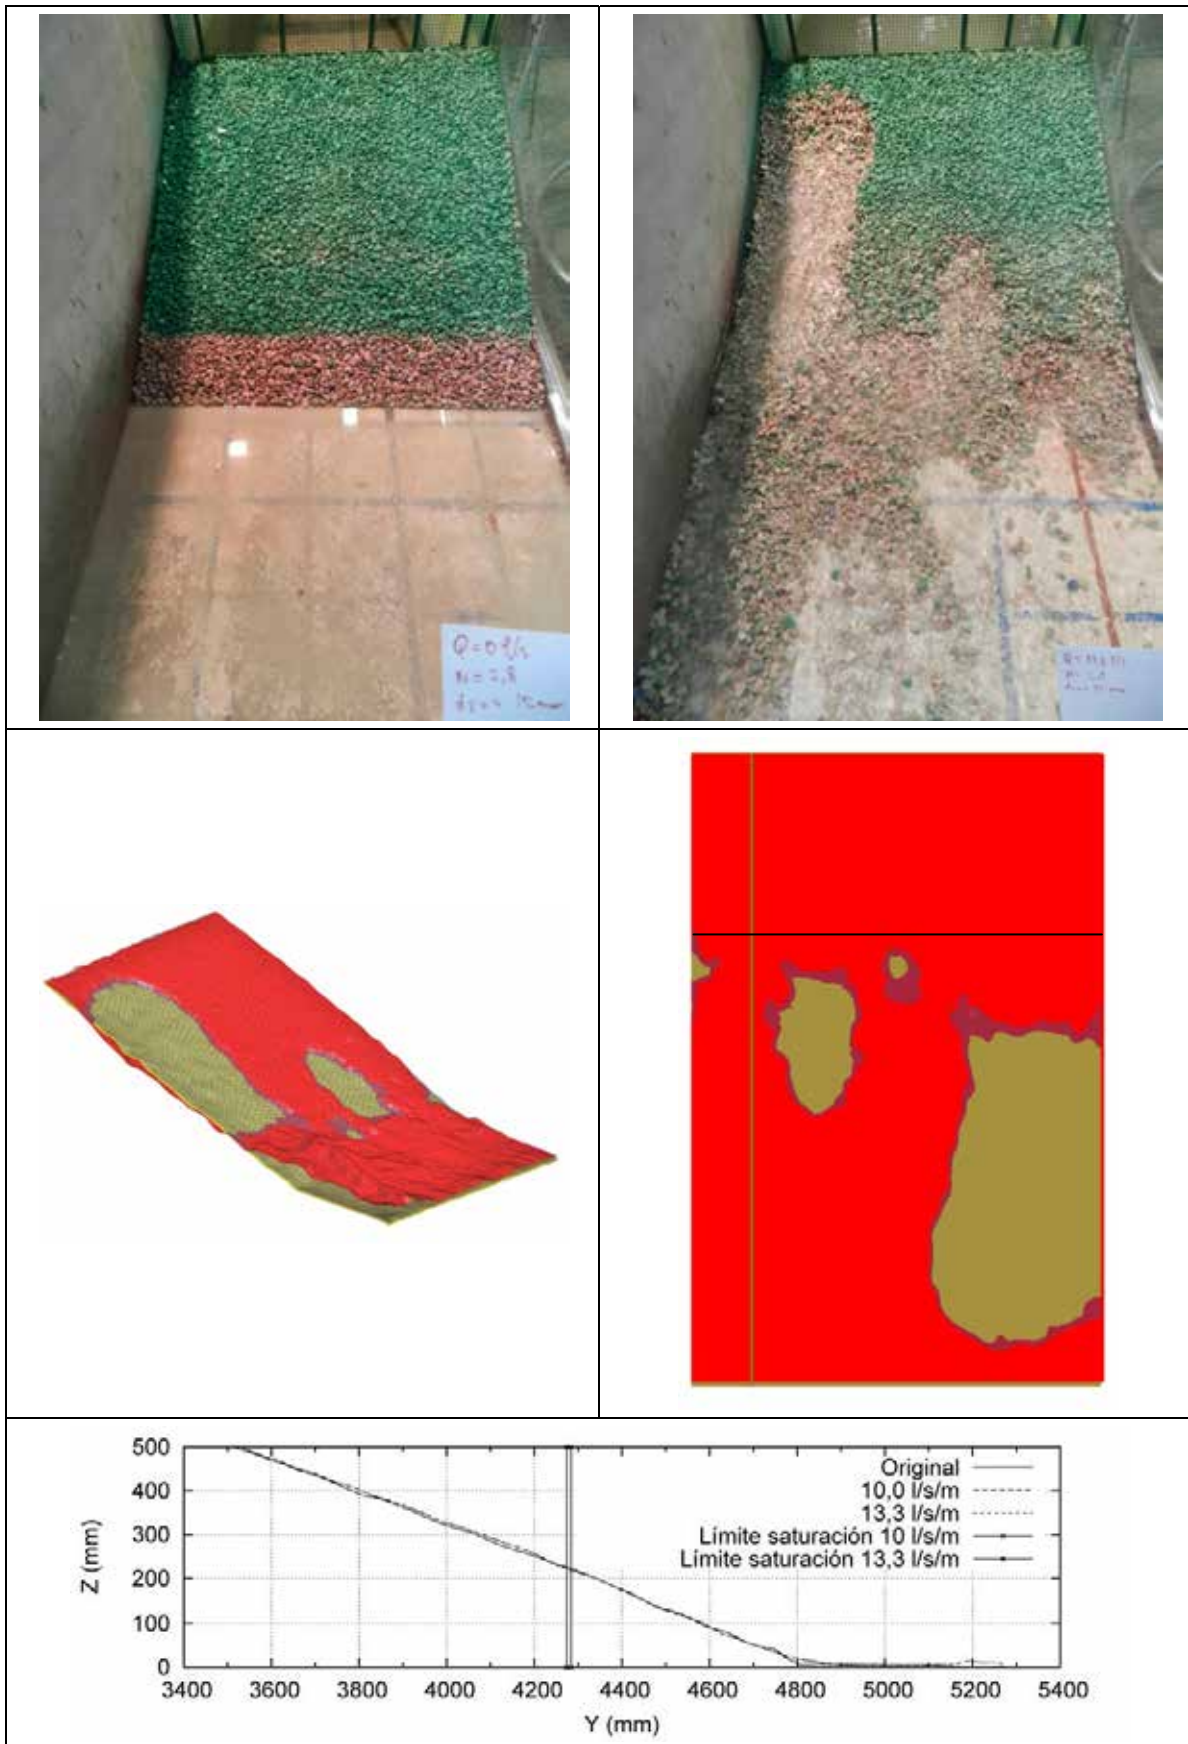 Q=0 l/s
500
400
300
200
100
0
Z (mm)
Original
10,0 l/s/m
13,3 l/s/m
Límite saturación 10 l/s/m
Límite saturación 13,3 l/s/m
3400 3600 3800 4000 4200 4400 4600 4800 5000 5200 5400
Y (mm)